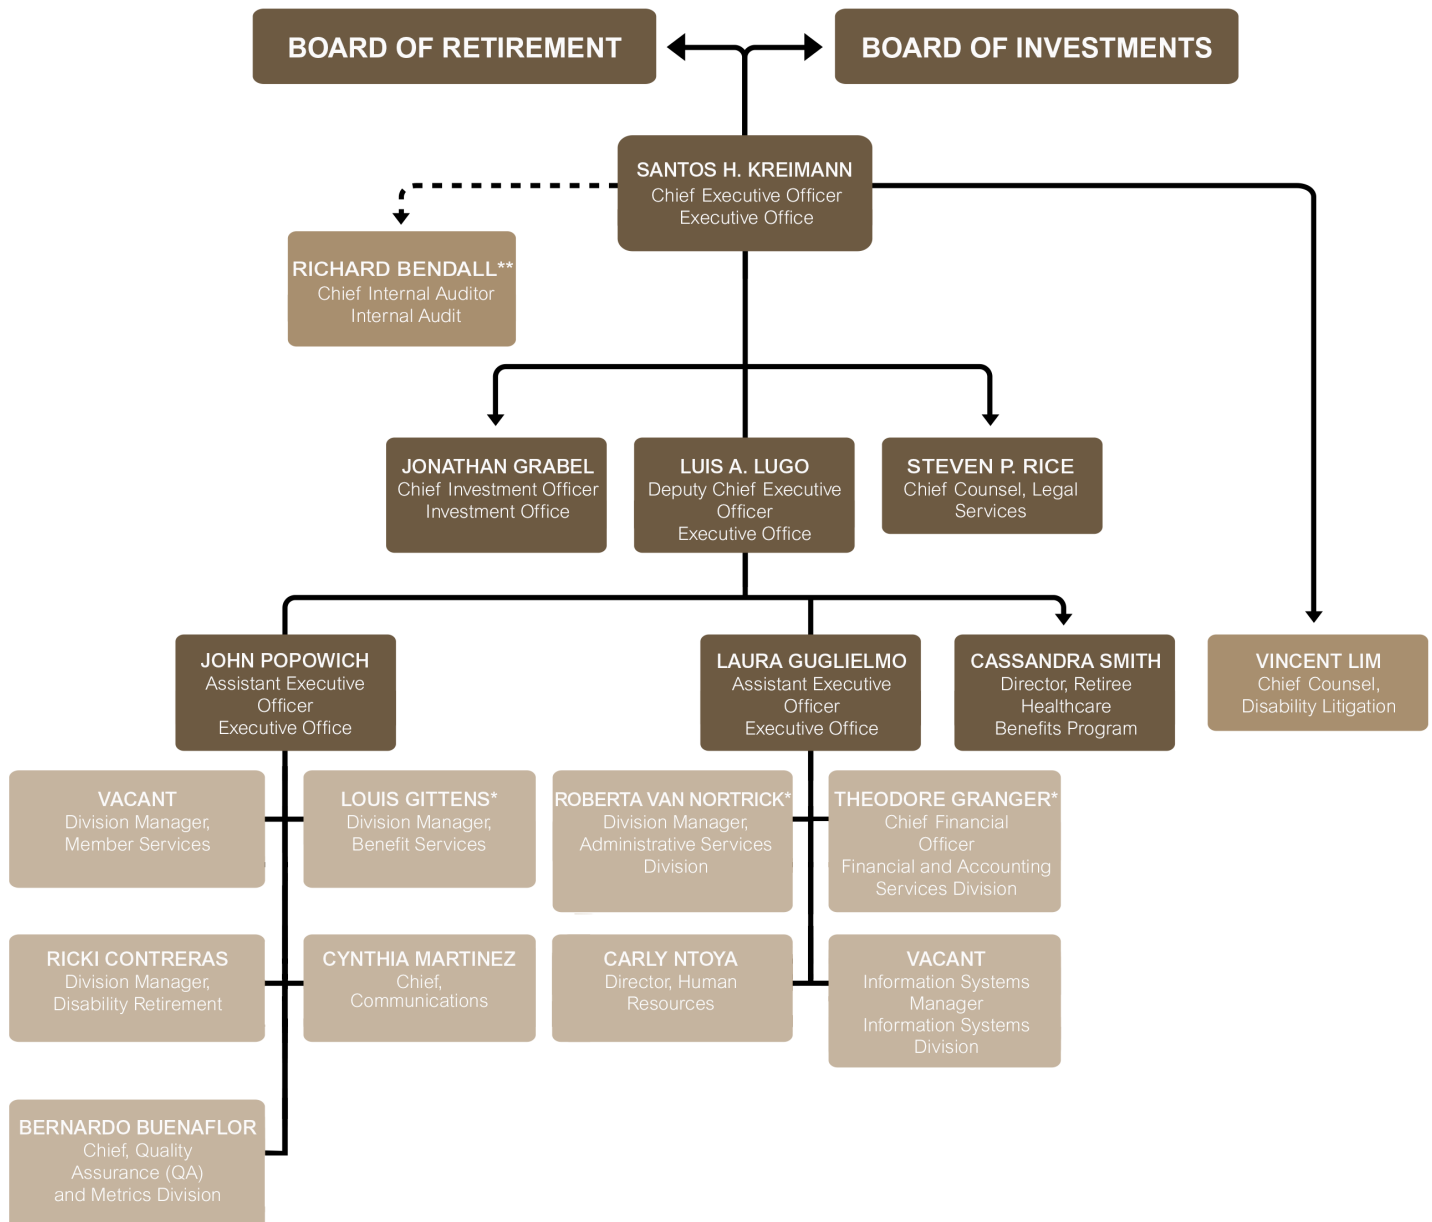 BOARD OF RETIREMENT
BOARD OF INVESTMENTS
SANTOS H. KREIMANN
Chief Executive Officer
Executive Office
RICHARD BENDALL**
Chief Internal Auditor
Internal Audit
JONATHAN GRABEL
Chief Investment Officer
Investment Office
LUIS A. LUGO
Deputy Chief Executive
Officer
Executive Office
STEVEN P. RICE
Chief Counsel, Legal
Services
JOHN POPOWICH
Assistant Executive
Officer
Executive Office
LAURA GUGLIELMO
Assistant Executive
Officer
Executive Office
CASSANDRA SMITH
Director, Retiree
Healthcare
Benefits Program
VINCENT LIM
Chief Counsel,
Disability Litigation
VACANT
Division Manager,
Member Services
LOUIS GITTENS*
Division Manager,
Benefit Services
ROBERTA VAN NORTRICK*
Division Manager,
Administrative Services
Division
THEODORE GRANGER*
Chief Financial
Officer
Financial and Accounting
Services Division
RICKI CONTRERAS
Division Manager,
Disability Retirement
CYNTHIA MARTINEZ
Chief,
Communications
CARLY NTOYA
Director, Human
Resources
VACANT
Information Systems
Manager
Information Systems
Division
BERNARDO BUENAFLOR
Chief, Quality
Assurance (QA)
and Metrics Division